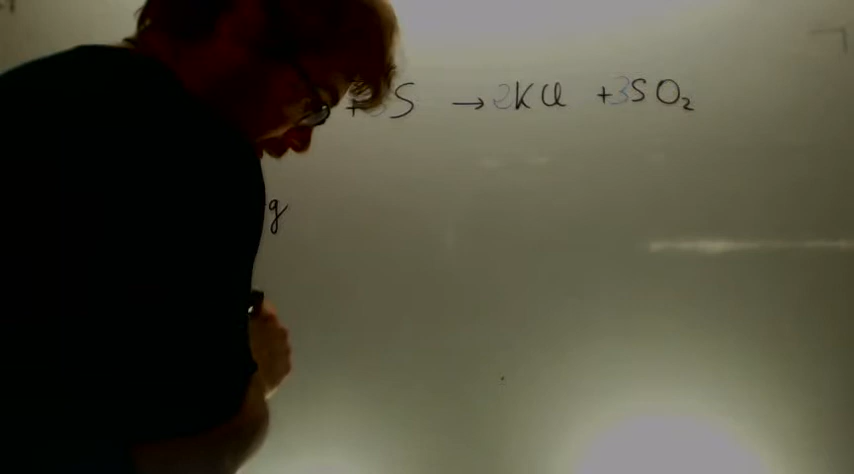 + 3S → 2KCl + 3SO₂
g